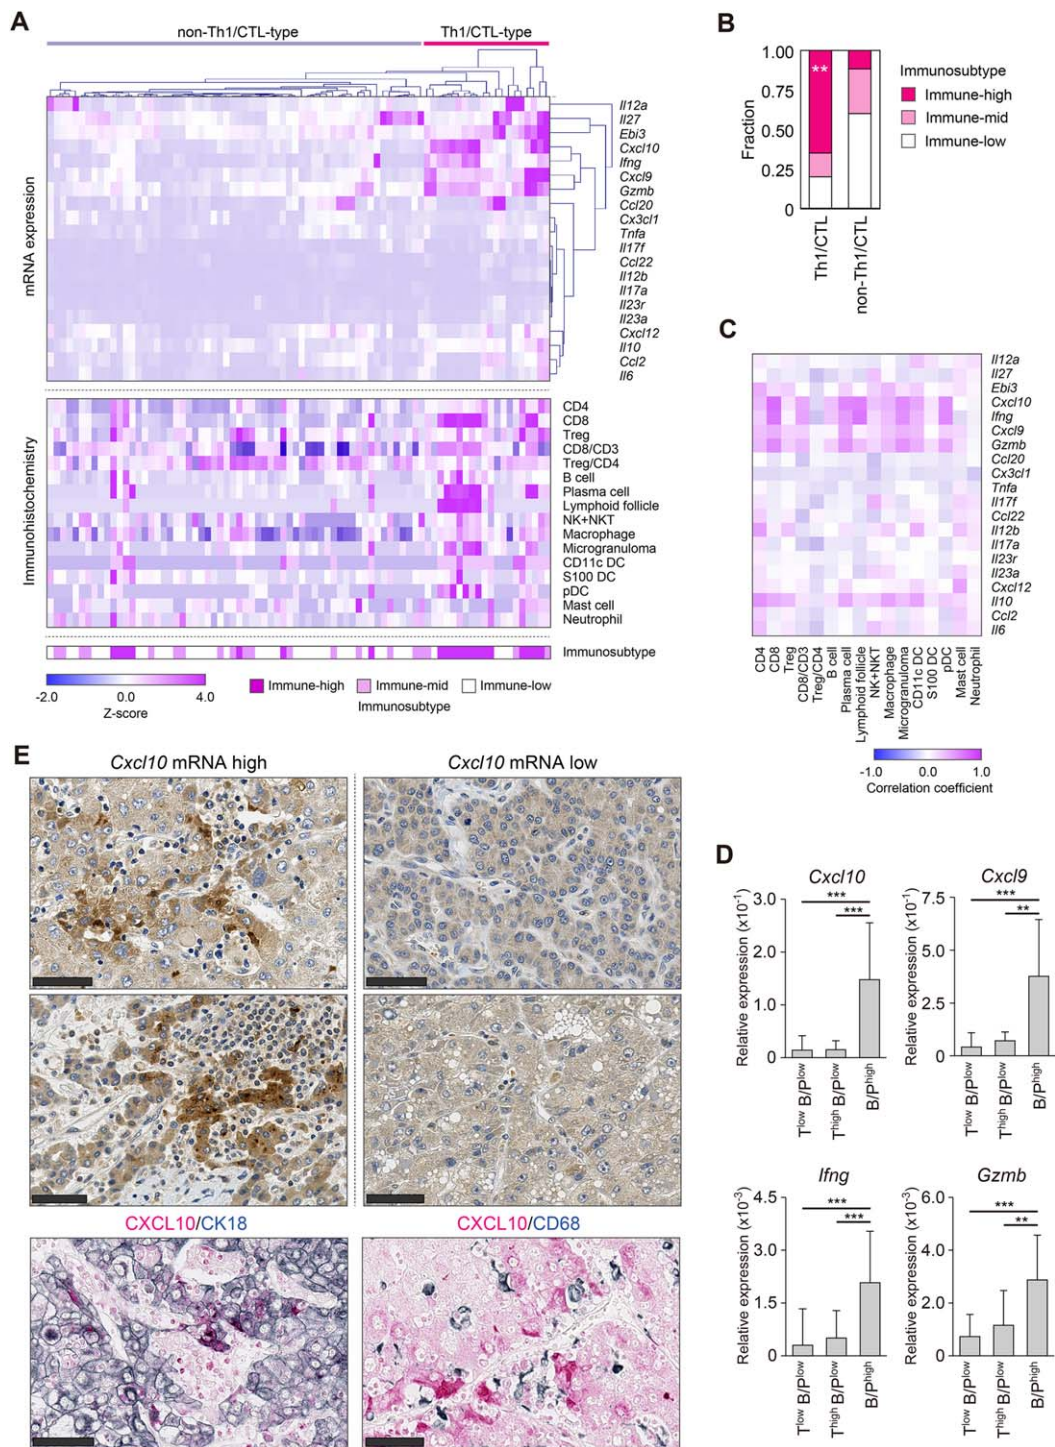 A
non-Th1/CTL-type
Th1/CTL-type
mRNA expression
Il12a
Il27
Ebi3
Cxcl10
Ifng
Cxcl9
Gzmb
Ccl20
Cx3cl1
Tnfa
Il17f
Ccl22
Il12b
Il17a
Il23r
Il23a
Cxcl12
Il10
Ccl2
Il6
Immunohistochemistry
CD4
CD8
Treg
CD8/CD3
Treg/CD4
B cell
Plasma cell
Lymphoid follicle
NK+NKT
Macrophage
Microgranuloma
CD11c DC
S100 DC
pDC
Mast cell
Neutrophil
Immunosubtype
-2.0 0.0 4.0
Z-score
Immune-high Immune-mid Immune-low
Immunosubtype
B
Fraction
1.00
0.75
0.50
0.25
0
**
Th1/CTL
non-Th1/CTL
Immunosubtype
Immune-high
Immune-mid
Immune-low
C
Il12a
Il27
Ebi3
Cxcl10
Ifng
Cxcl9
Gzmb
Ccl20
Cx3cl1
Tnfa
Il17f
Ccl22
Il12b
Il17a
Il23r
Il23a
Cxcl12
Il10
Ccl2
Il6
CD4
CD8
Treg
CD8/CD3
Treg/CD4
B cell
Plasma cell
Lymphoid follicle
NK+NKT
Macrophage
Microgranuloma
CD11c DC
S100 DC
pDC
Mast cell
Neutrophil
-1.0 0.0 1.0
Correlation coefficient
E
Cxcl10 mRNA high
Cxcl10 mRNA low
CXCL10/CK18
CXCL10/CD68
D
Cxcl10
Relative expression (x10-1)
3.0
2.0
1.0
0
***
***
Tlow B/Plow
Thigh B/Plow
B/Phigh
Cxcl9
Relative expression (x10-1)
7.5
5.0
2.5
0
***
**
Tlow B/Plow
Thigh B/Plow
B/Phigh
Ifng
Relative expression (x10-3)
4.5
3.0
1.5
0
***
***
Tlow B/Plow
Thigh B/Plow
B/Phigh
Gzmb
Relative expression (x10-3)
6.0
4.0
2.0
0
***
**
Tlow B/Plow
Thigh B/Plow
B/Phigh